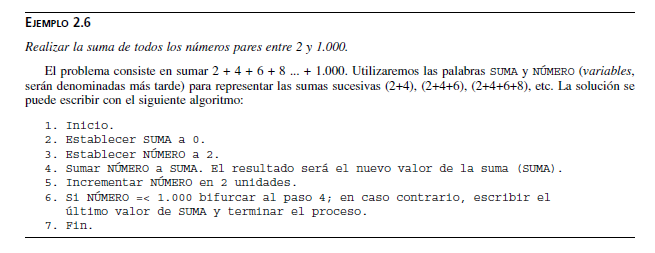 EJEMPLO 2.6
Realizar la suma de todos los números pares entre 2 y 1.000.
El problema consiste en sumar 2 + 4 + 6 + 8 ... + 1.000. Utilizaremos las palabras SUMA y NÚMERO (variables,
serán denominadas más tarde) para representar las sumas sucesivas (2+4), (2+4+6), (2+4+6+8), etc. La solución se
puede escribir con el siguiente algoritmo:
1. Inicio.
2. Establecer SUMA a 0.
3. Establecer NÚMERO a 2.
4. Sumar NÚMERO a SUMA. El resultado será el nuevo valor de la suma (SUMA).
5. Incrementar NÚMERO en 2 unidades.
6. Si NÚMERO =< 1.000 bifurcar al paso 4; en caso contrario, escribir el
último valor de SUMA y terminar el proceso.
7. Fin.